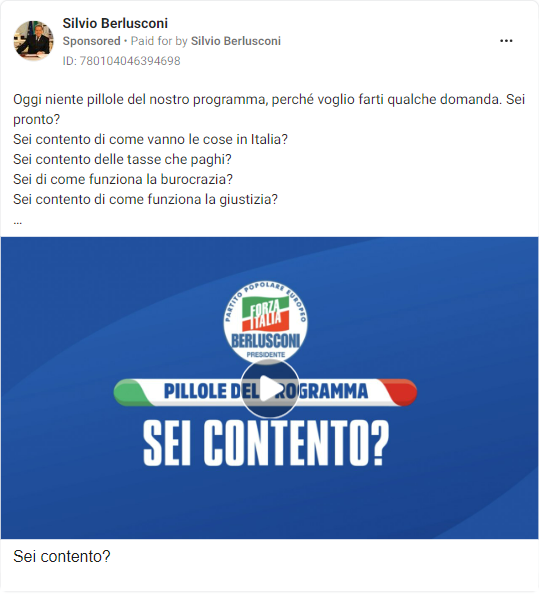 Silvio Berlusconi
Sponsored • Paid for by Silvio Berlusconi
ID: 780104046394698
Oggi niente pillole del nostro programma, perché voglio farti qualche domanda. Sei
pronto?
Sei contento di come vanno le cose in Italia?
Sei contento delle tasse che paghi?
Sei di come funziona la burocrazia?
Sei contento di come funziona la giustizia?
...
PARTITO POPOLARE EUROPEO
FORZA
ITALIA
BERLUSCONI
PRESIDENTE
PILLOLE DEL PROGRAMMA
SEI CONTENTO?
Sei contento?